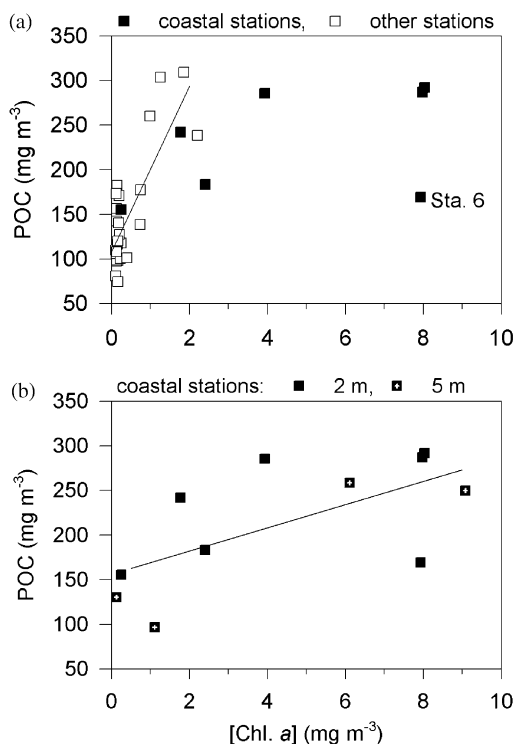 (a)
coastal stations, other stations
350
300
250
200
150
100
50
POC (mg m-3)
Sta. 6
0 2 4 6 8 10
(b)
coastal stations: 2 m, 5 m
350
300
250
200
150
100
50
POC (mg m-3)
0 2 4 6 8 10
[Chl. a] (mg m-3)